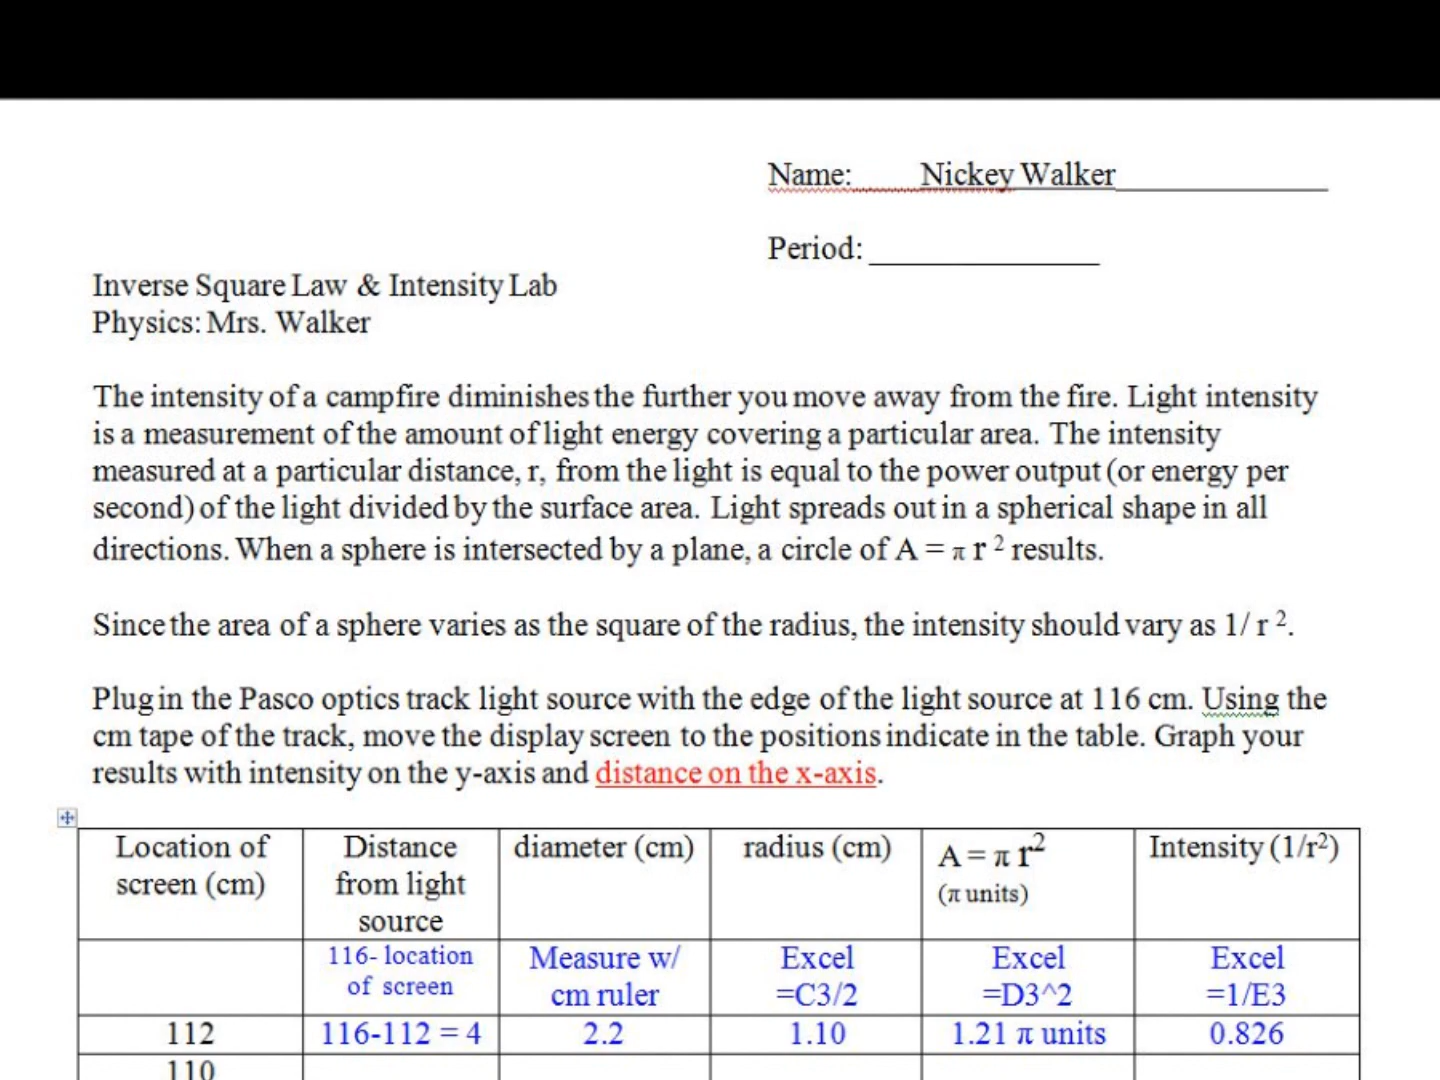 Name: Nickey Walker
Period: ______________
Inverse Square Law & Intensity Lab
Physics: Mrs. Walker
The intensity of a campfire diminishes the further you move away from the fire. Light intensity
is a measurement of the amount of light energy covering a particular area. The intensity
measured at a particular distance, r, from the light is equal to the power output (or energy per
second) of the light divided by the surface area. Light spreads out in a spherical shape in all
directions. When a sphere is intersected by a plane, a circle of A = π r ² results.
Since the area of a sphere varies as the square of the radius, the intensity should vary as 1/ r ².
Plug in the Pasco optics track light source with the edge of the light source at 116 cm. Using the
cm tape of the track, move the display screen to the positions indicate in the table. Graph your
results with intensity on the y-axis and distance on the x-axis.
Location of screen (cm) Distance from light source diameter (cm) radius (cm) A = π r² (π units) Intensity (1/r²)
116- location of screen Measure w/ cm ruler Excel =C3/2 Excel =D3^2 Excel =1/E3
112 116-112 = 4 2.2 1.10 1.21 π units 0.826
110